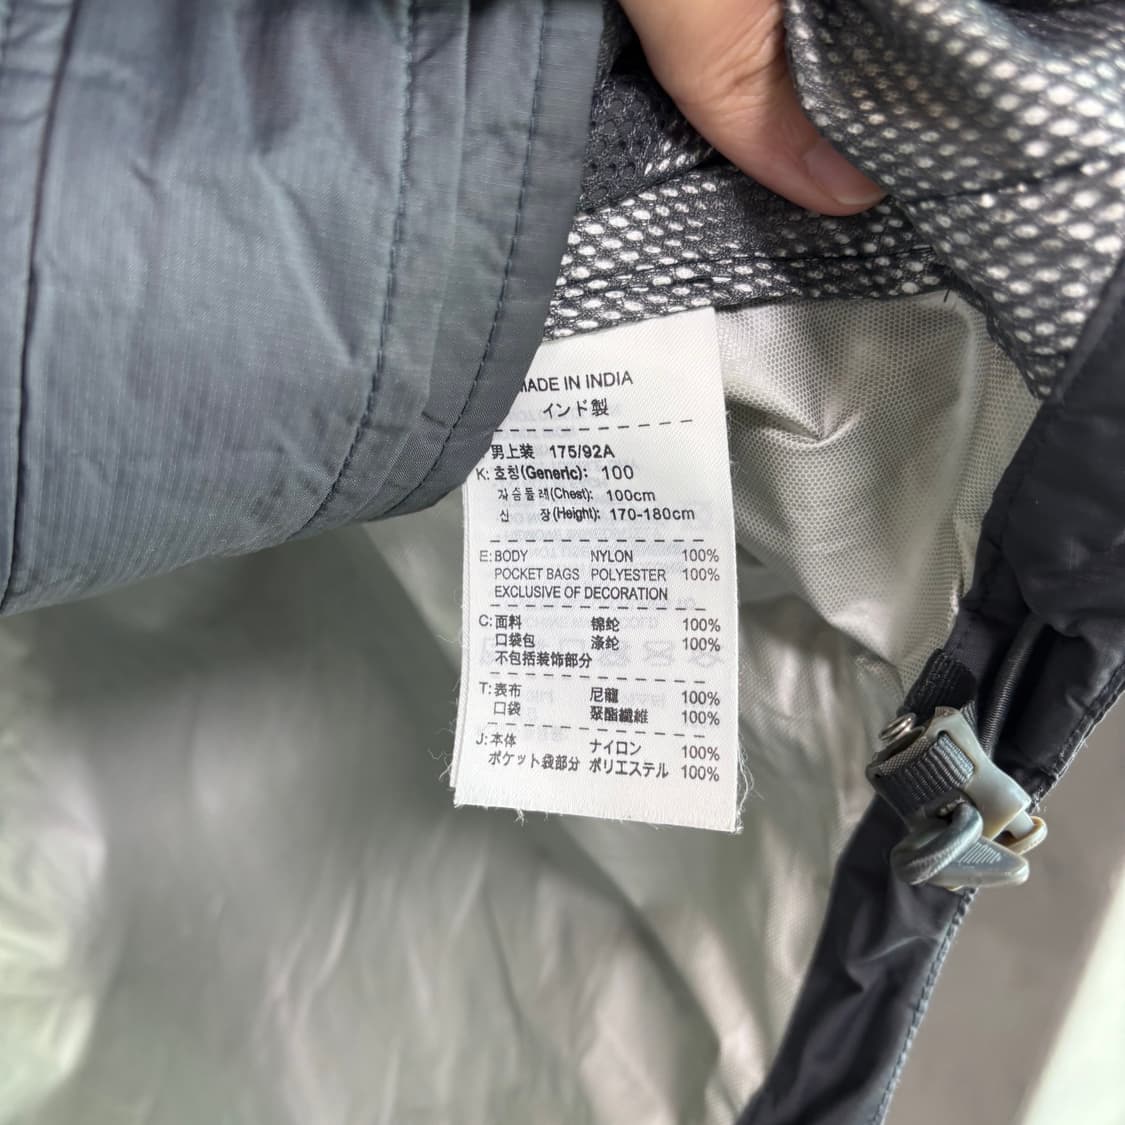 MADE IN INDIA
インド製
男上装 175/92A
K: 호칭(Generic): 100
가슴둘레(Chest): 100cm
신 장(Height): 170-180cm
E: BODY NYLON 100%
POCKET BAGS POLYESTER 100%
EXCLUSIVE OF DECORATION
C: 面料 锦纶 100%
口袋包 涤纶 100%
不包括装饰部分
T: 表布 尼龍 100%
口袋 聚酯纖維 100%
J: 本体 ナイロン 100%
ポケット袋部分 ポリエステル 100%